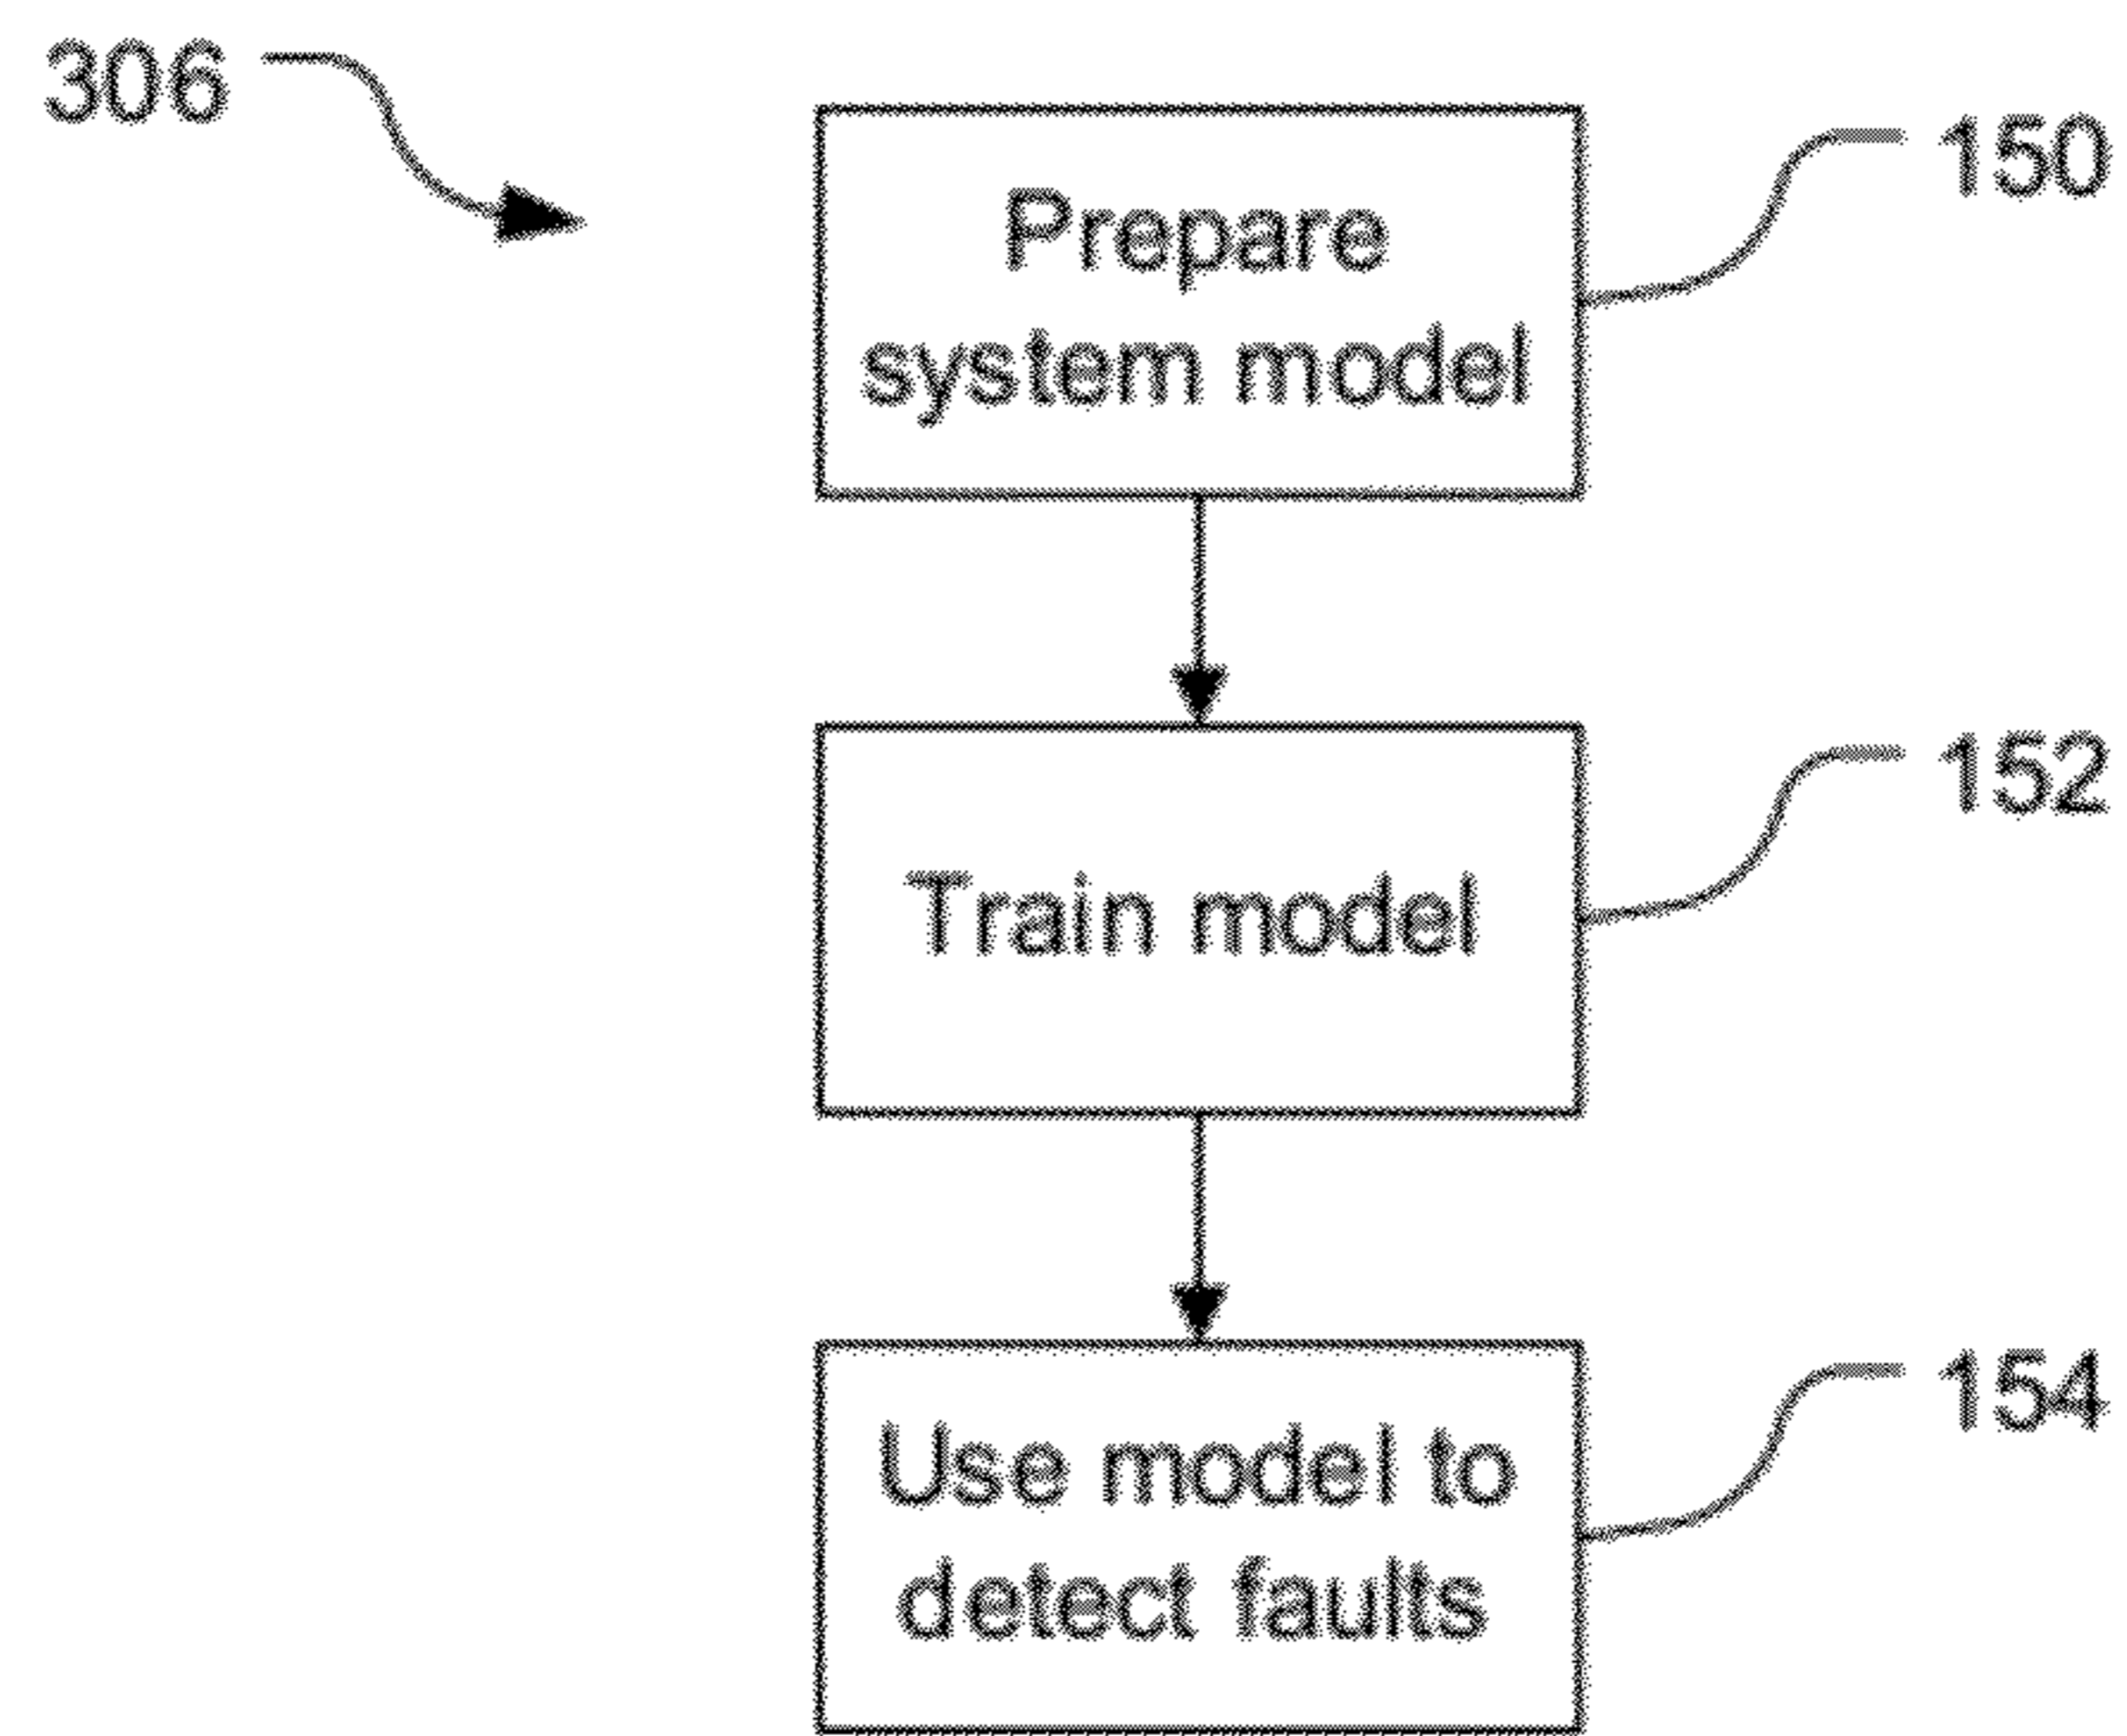 306
150
Prepare
system model
152
Train model
154
Use model to
detect faults